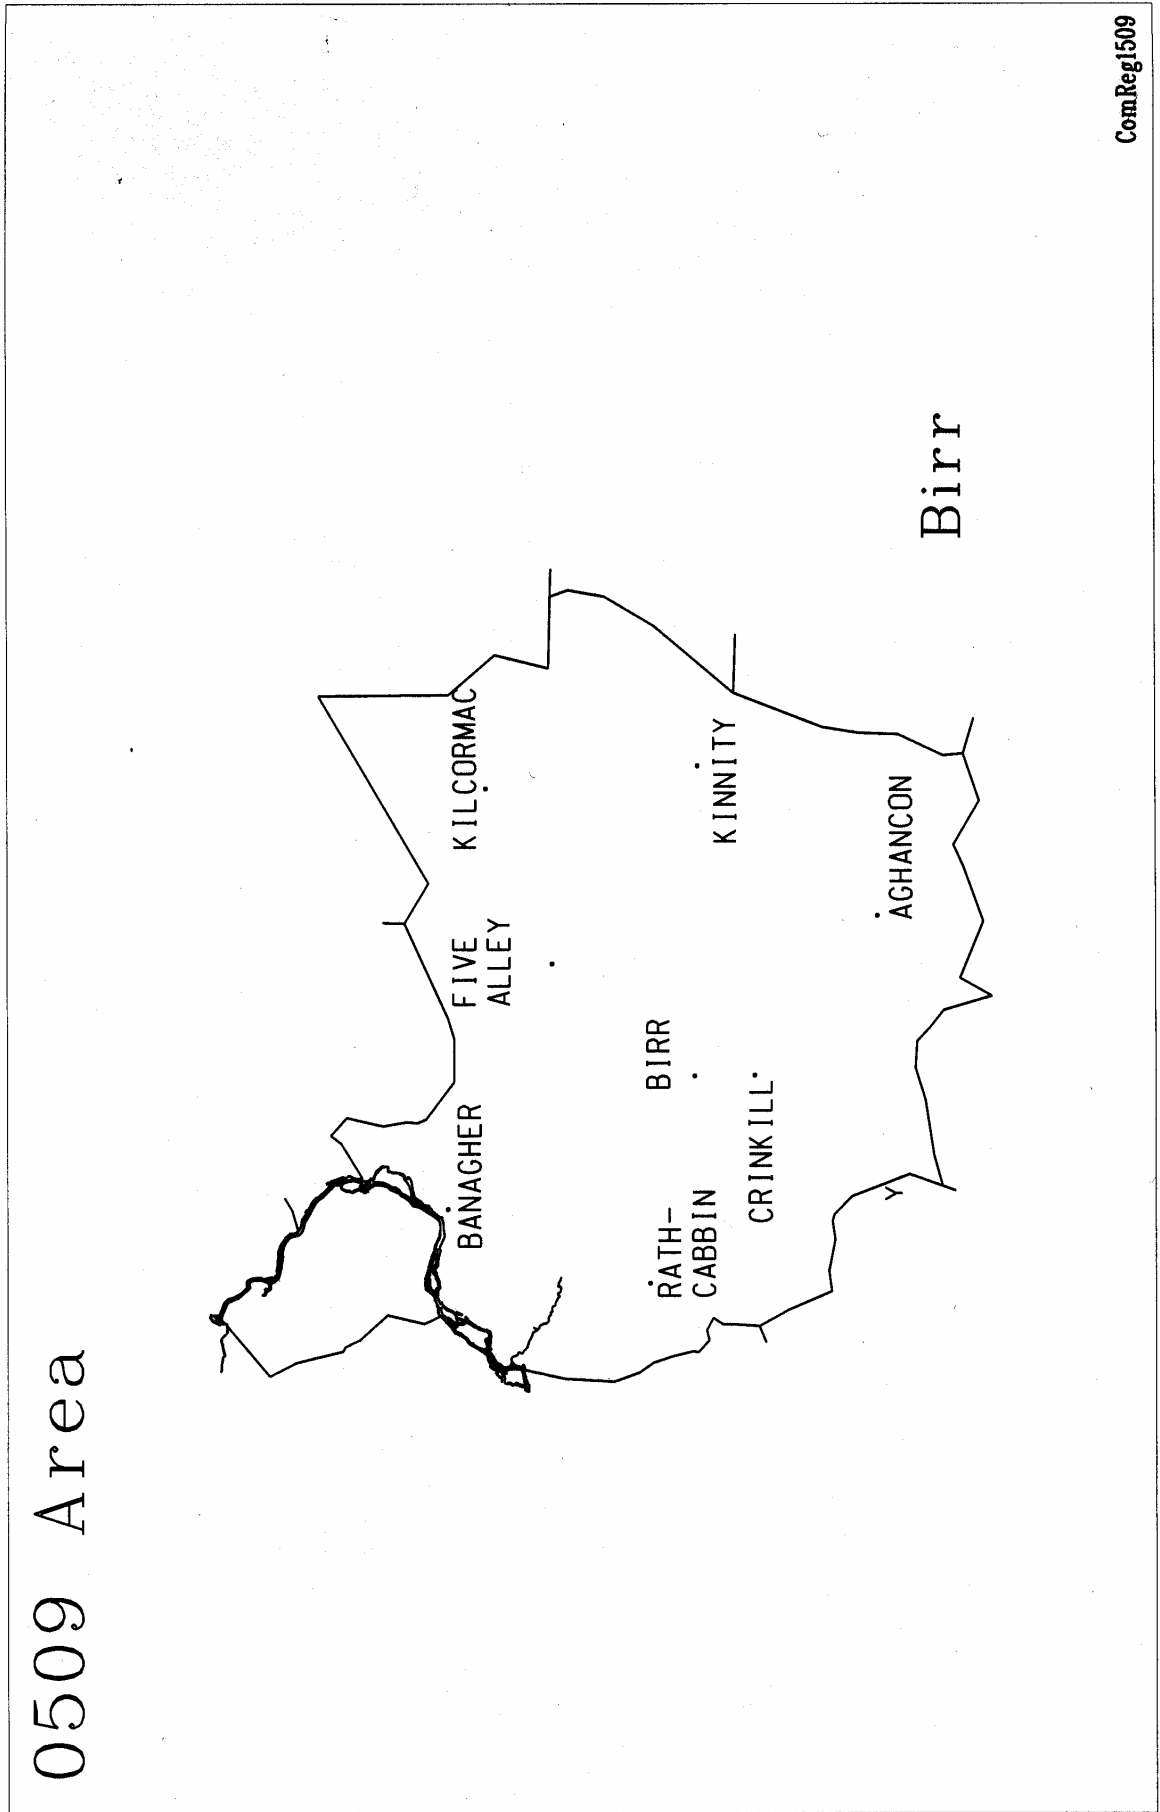 0509 Area
BANAGHER
FIVE
ALLEY
KILCORMAC
BIRR
RATH-
CABBIN
CRINKILL
KINNITY
AGHANCON
Y
Birr
ComReg1509